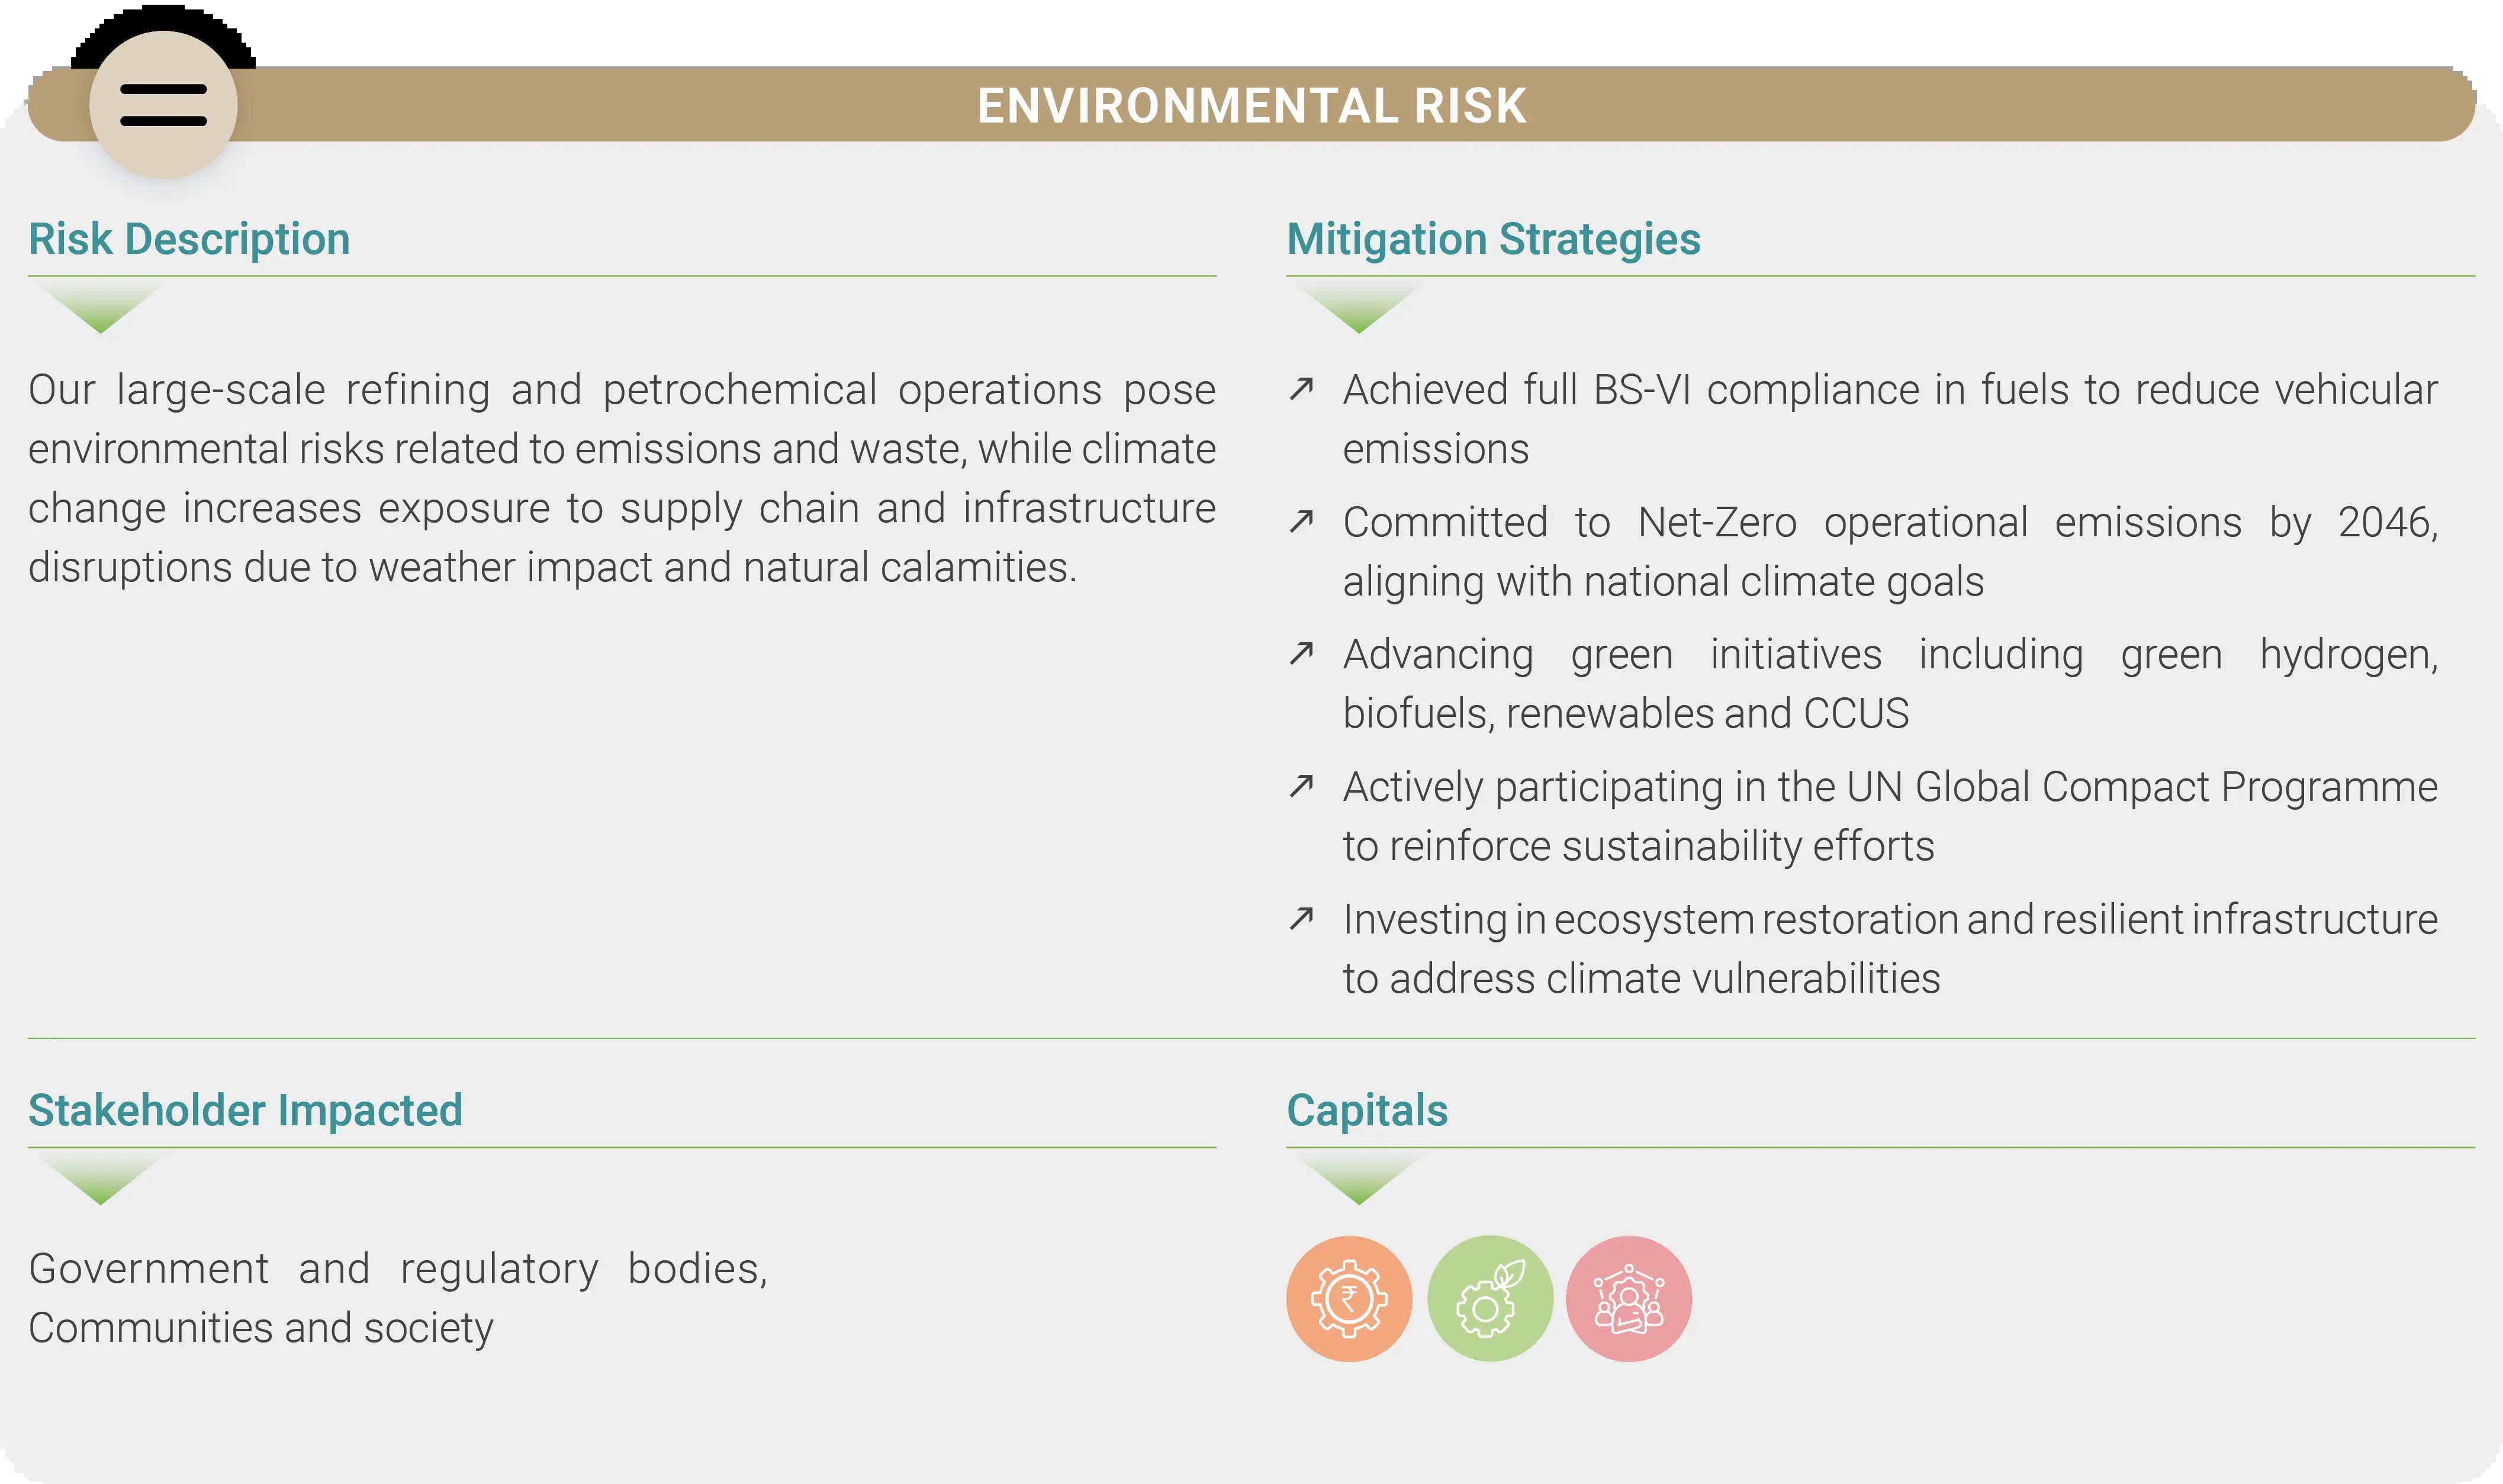 ENVIRONMENTAL RISK
Risk Description
Our large-scale refining and petrochemical operations pose
environmental risks related to emissions and waste, while climate
change increases exposure to supply chain and infrastructure
disruptions due to weather impact and natural calamities.
Mitigation Strategies
↗ Achieved full BS-VI compliance in fuels to reduce vehicular
emissions
↗ Committed to Net-Zero operational emissions by 2046,
aligning with national climate goals
↗ Advancing green initiatives including green hydrogen,
biofuels, renewables and CCUS
↗ Actively participating in the UN Global Compact Programme
to reinforce sustainability efforts
↗ Investing in ecosystem restoration and resilient infrastructure
to address climate vulnerabilities
Stakeholder Impacted
Government and regulatory bodies,
Communities and society
Capitals
₹